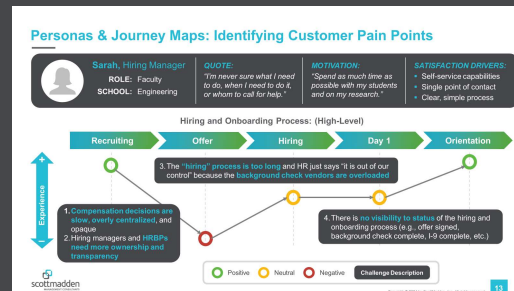 Personas & Journey Maps: Identifying Customer Pain Points
Sarah, Hiring Manager
ROLE: Faculty
SCHOOL: Engineering
QUOTE:
"I'm never sure what I need
to do, when I need to do it,
or whom to call for help."
MOTIVATION:
"Spend as much time as
possible with my students
and on my research."
SATISFACTION DRIVERS:
• Self-service capabilities
• Single point of contact
• Clear, simple process
Hiring and Onboarding Process: (High-Level)
Recruiting
Offer
Hiring
Day 1
Orientation
+
Experience
–
3. The "hiring" process is too long and HR just says "it is out of our
control" because the background check vendors are overloaded
1. Compensation decisions are
slow, overly centralized, and
opaque
2. Hiring managers and HRBPs
need more ownership and
transparency
4. There is no visibility to status of the hiring and
onboarding process (e.g., offer signed,
background check complete, I-9 complete, etc.)
Positive
Neutral
Negative
Challenge Description
scottmadden
MANAGEMENT CONSULTANTS
13